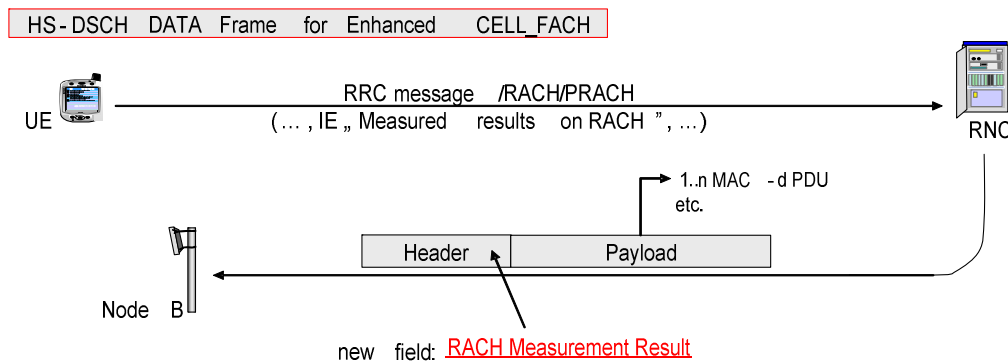 HS-DSCH DATA Frame for Enhanced CELL_FACH
RRC message /RACH/PRACH
UE
(… , IE „ Measured results on RACH ”, …)
RNC
1..n MAC -d PDU
etc.
Header
Payload
Node B
new field: RACH Measurement Result